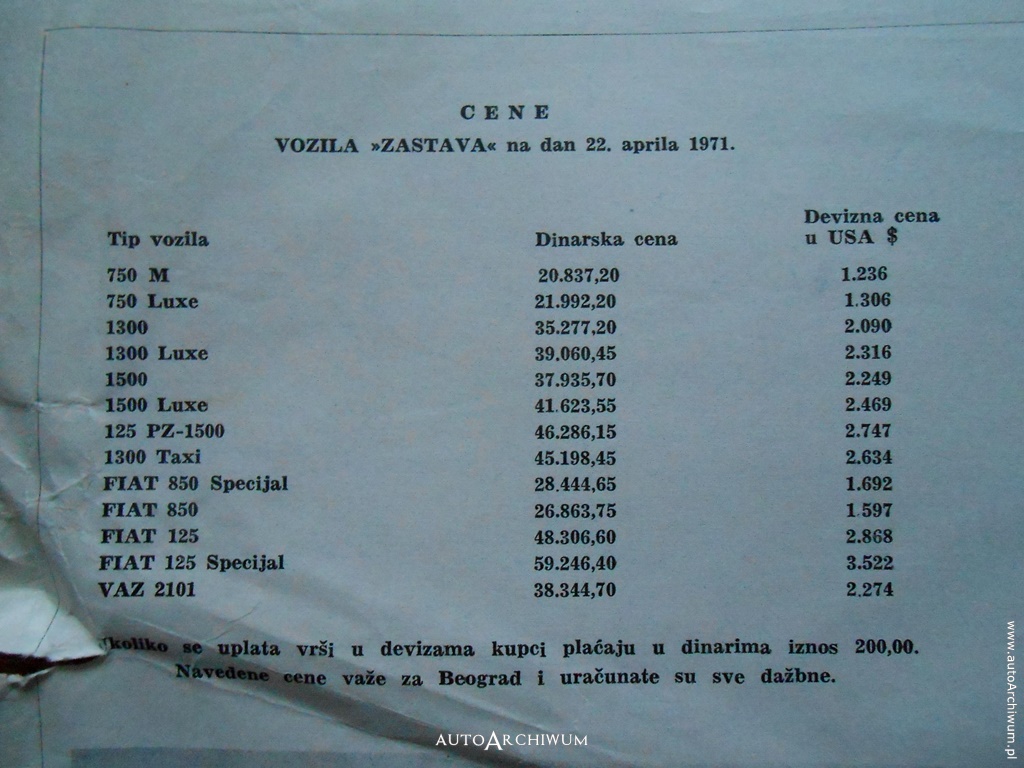 CENE
VOZILA »ZASTAVA« na dan 22. aprila 1971.
Tip vozila Dinarska cena Devizna cena u USA $
750 M 20.837,20 1.236
750 Luxe 21.992,20 1.306
1300 35.277,20 2.090
1300 Luxe 39.060,45 2.316
1500 37.935,70 2.249
1500 Luxe 41.623,55 2.469
125 PZ-1500 46.286,15 2.747
1300 Taxi 45.198,45 2.634
FIAT 850 Specijal 28.444,65 1.692
FIAT 850 26.863,75 1.597
FIAT 125 48.306,60 2.868
FIAT 125 Specijal 59.246,40 3.522
VAZ 2101 38.344,70 2.274
Ukoliko se uplata vrši u devizama kupci plaćaju u dinarima iznos 200,00.
Navedene cene važe za Beograd i uračunate su sve dažbne.
AUTOARCHIWUM
www.autoArchiwum.pl